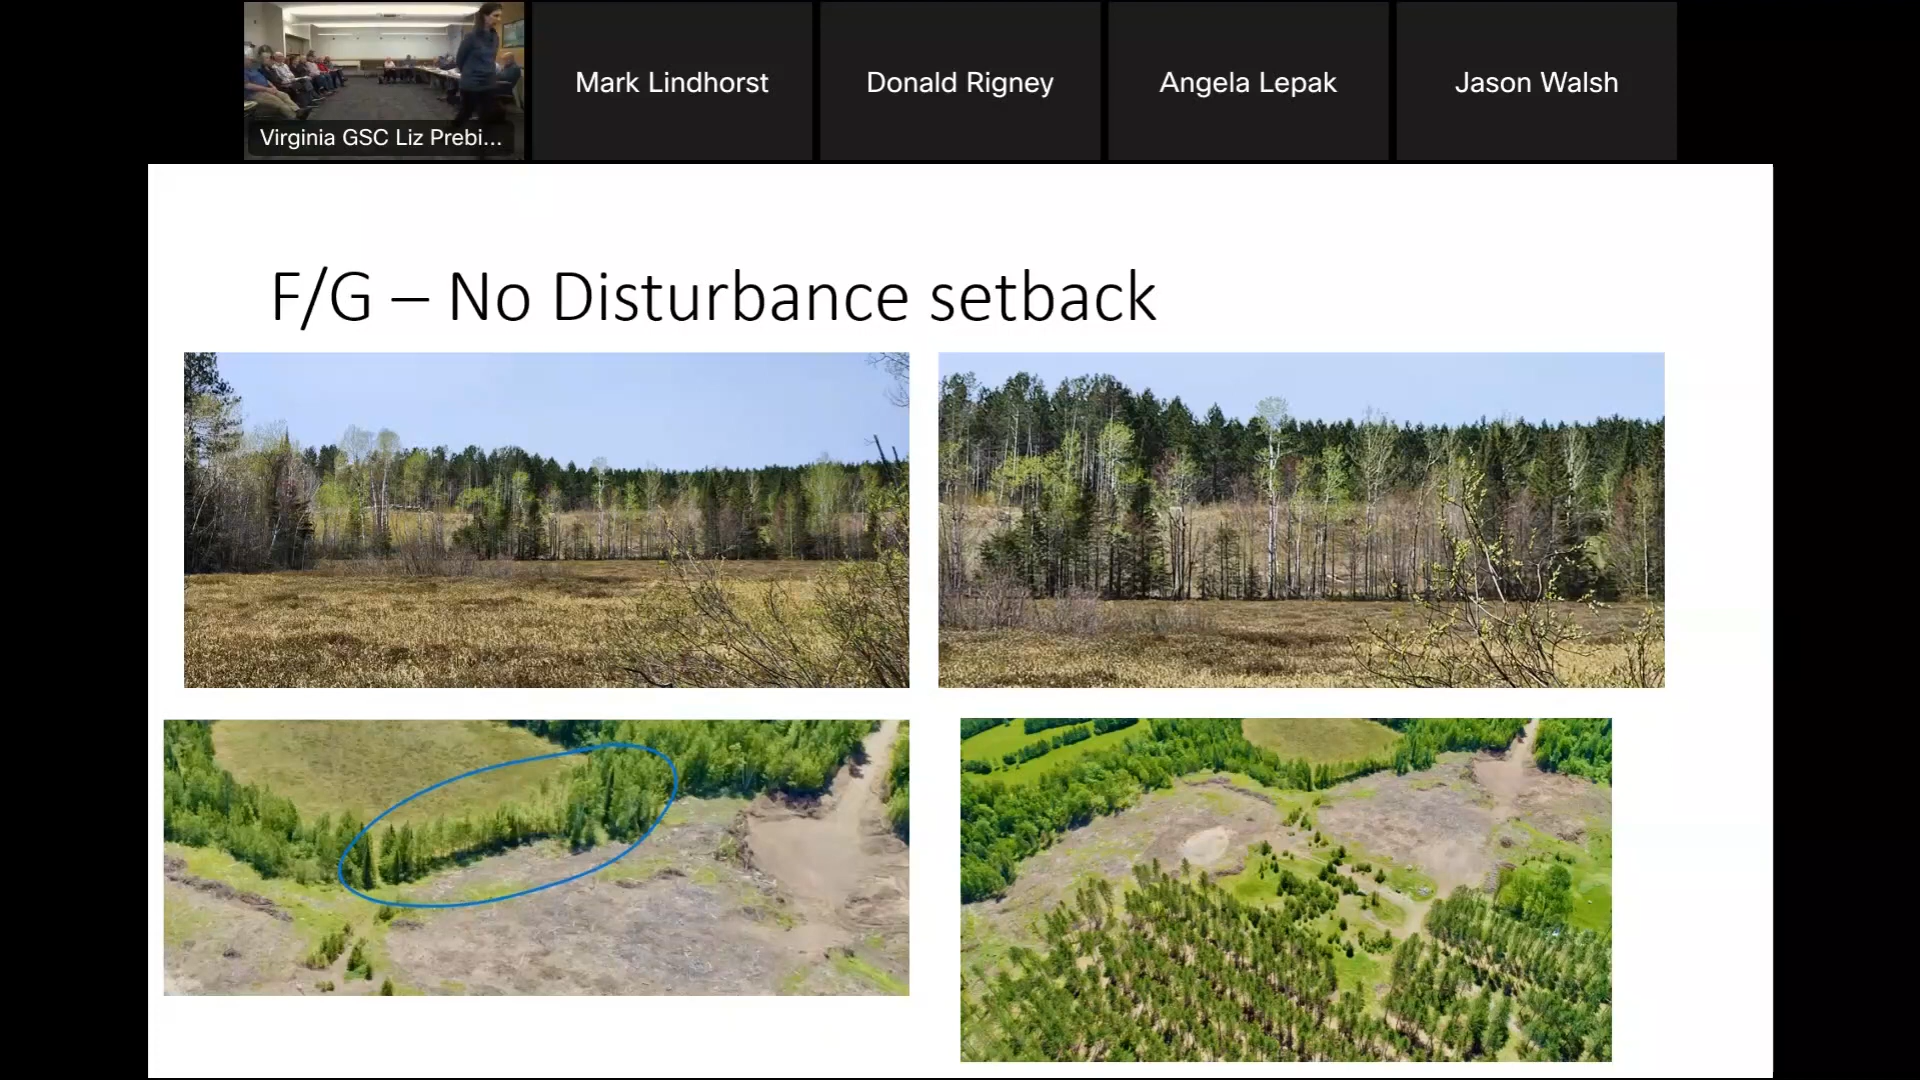 Virginia GSC Liz Prebi...
Mark Lindhorst
Donald Rigney
Angela Lepak
Jason Walsh
F/G – No Disturbance setback